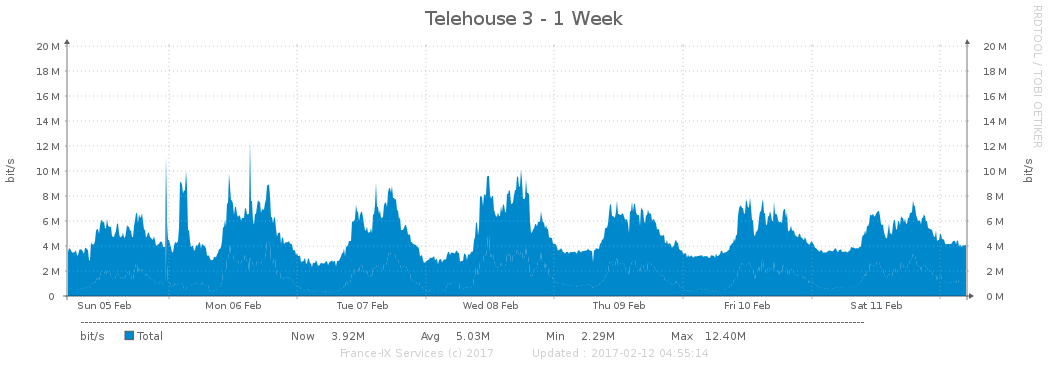 Telehouse 3 - 1 Week
RRDTOOL / TOBI OETIKER
bit/s
20 M 20 M
18 M 18 M
16 M 16 M
14 M 14 M
12 M 12 M
10 M 10 M
8 M 8 M
6 M 6 M
4 M 4 M
2 M 2 M
0 0 M
bit/s
Sun 05 Feb Mon 06 Feb Tue 07 Feb Wed 08 Feb Thu 09 Feb Fri 10 Feb Sat 11 Feb
bit/s Total Now 3.92M Avg 5.03M Min 2.29M Max 12.40M
France-IX Services (c) 2017 Updated : 2017-02-12 04:55:14